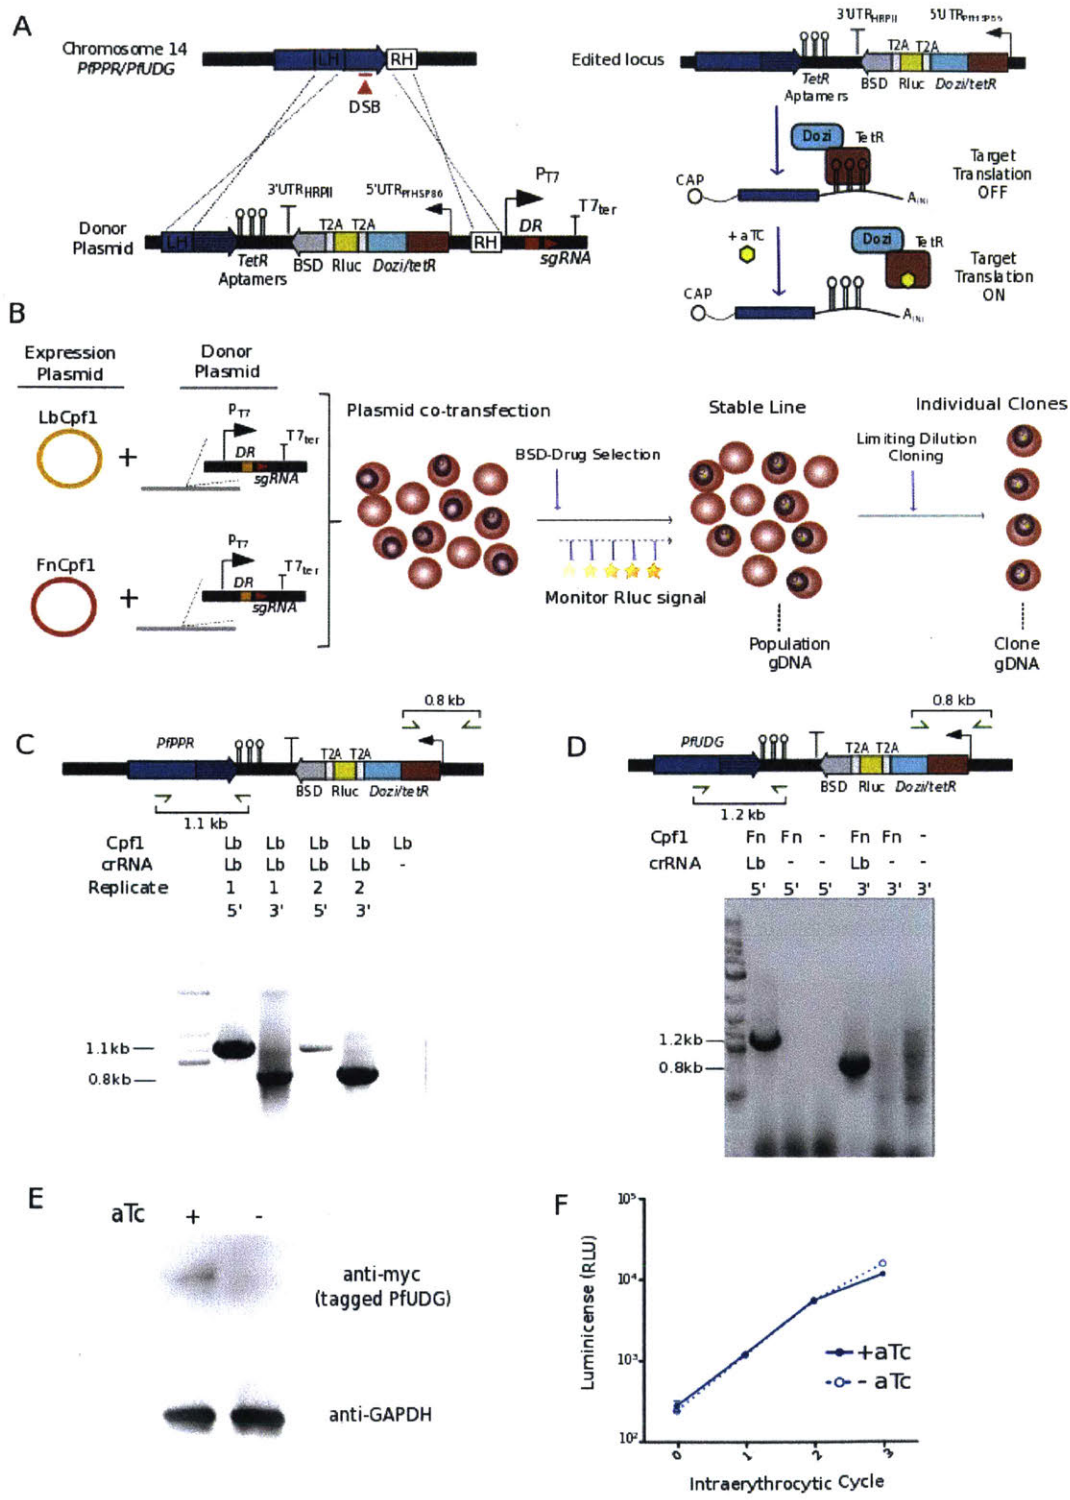 A
Chromosome 14
PfPPR/PfUDG
LH
RH
DSB
3'UTRHRPII
5'UTRPfHSP86
PT7
T7ter
Donor
Plasmid
LH
T2A
T2A
RH
DR
TetR
Aptamers
BSD
Rluc
Dozi/tetR
sgRNA
3'UTRHRPII
5'UTRPfHSP86
Edited locus
T2A
T2A
TetR
Aptamers
BSD
Rluc
Dozi/tetR
Dozi
TetR
CAP
A(N)
Target
Translation
OFF
+ aTC
Dozi
TetR
CAP
A(N)
Target
Translation
ON
B
Expression
Plasmid
Donor
Plasmid
LbCpf1
+
PT7
T7ter
DR
sgRNA
FnCpf1
+
PT7
T7ter
DR
sgRNA
Plasmid co-transfection
BSD-Drug Selection
Monitor Rluc signal
Stable Line
Population
gDNA
Limiting Dilution
Cloning
Individual Clones
Clone
gDNA
C
0.8 kb
PfPPR
T2A
T2A
BSD
Rluc
Dozi/tetR
1.1 kb
Cpf1 Lb Lb Lb Lb Lb
crRNA Lb Lb Lb Lb -
Replicate 1 1 2 2
5' 3' 5' 3'
1.1kb
0.8kb
D
0.8 kb
PfUDG
T2A
T2A
BSD
Rluc
Dozi/tetR
1.2 kb
Cpf1 Fn Fn - Fn Fn -
crRNA Lb - - Lb - -
5' 5' 5' 3' 3' 3'
1.2kb
0.8kb
E
aTc + -
anti-myc
(tagged PfUDG)
anti-GAPDH
F
Luminicense (RLU)
10⁵
10⁴
10³
10²
+aTc
- aTc
0 1 2 3
Intraerythrocytic Cycle